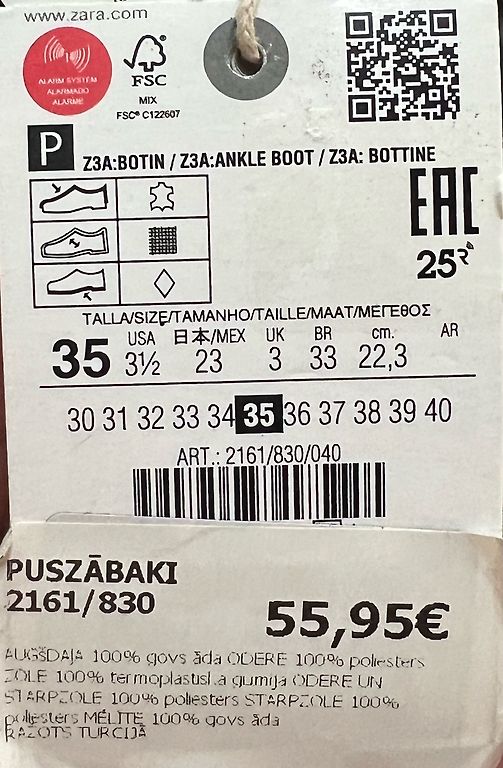 www.zara.com
ALARM SYSTEM
ALARMADO
ALARME
FSC
MIX
FSC® C122607
P
Z3A:BOTIN / Z3A:ANKLE BOOT / Z3A: BOTTINE
EAC
25
TALLA/SIZE/TAMANHO/TAILLE/MAAT/ΜΕΓΕΘΟΣ
USA 日本/MEX UK BR cm. AR
35 3½ 23 3 33 22,3
30 31 32 33 34 35 36 37 38 39 40
ART.: 2161/830/040
PUSZĀBAKI
2161/830
55,95€
AUGŠDAĻA 100% govs āda ODERE 100% poliesters
ZOLE 100% termoplastiska gumija ODERE UN
STARPZOLE 100% poliesters STARPZOLE 100%
poliesters MĒLĪTE 100% govs āda
RAŽOTS TURCIJĀ